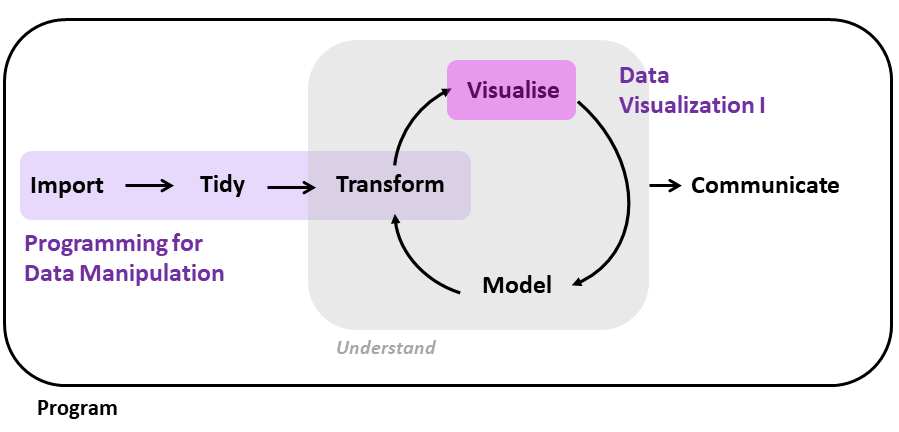 Visualise
Data
Visualization I
Import
Tidy
Transform
Communicate
Programming for
Data Manipulation
Model
Understand
Program